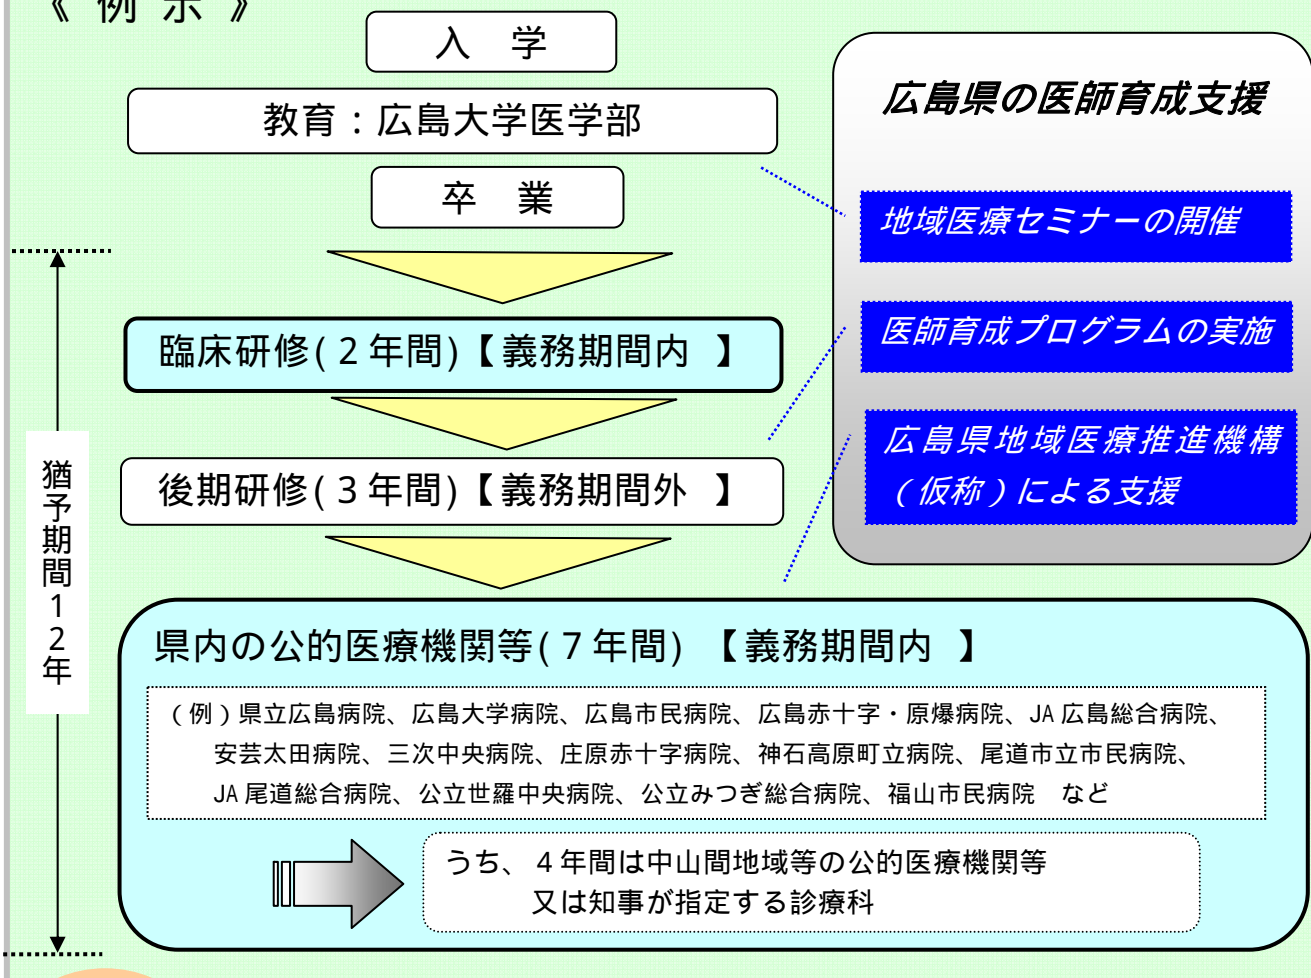 《 例 示 》
入 学
教育：広島大学医学部
卒 業
臨床研修(２年間)【義務期間内 】
後期研修(３年間)【義務期間外 】
猶予期間12年
県内の公的医療機関等(７年間) 【義務期間内 】
（例）県立広島病院、広島大学病院、広島市民病院、広島赤十字・原爆病院、JA広島総合病院、
安芸太田病院、三次中央病院、庄原赤十字病院、神石高原町立病院、尾道市立市民病院、
JA尾道総合病院、公立世羅中央病院、公立みつぎ総合病院、福山市民病院 など
うち、４年間は中山間地域等の公的医療機関等
又は知事が指定する診療科
広島県の医師育成支援
地域医療セミナーの開催
医師育成プログラムの実施
広島県地域医療推進機構
（仮称）による支援